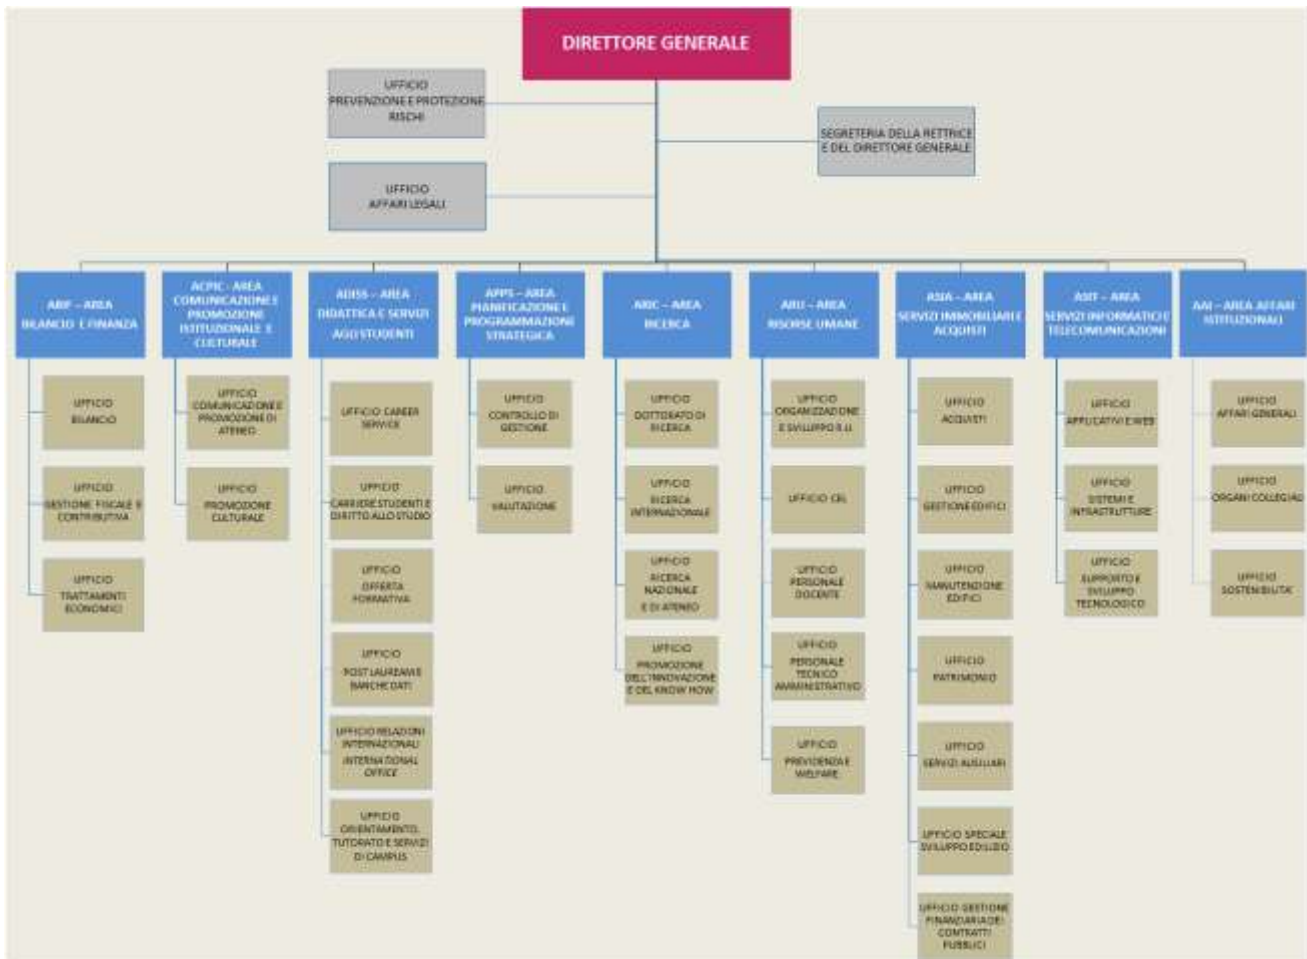 DIRETTORE GENERALE
UFFICIO
PREVENZIONE E PROTEZIONE
RISCHI
SEGRETERIA DELLA RETTRICE
E DEL DIRETTORE GENERALE
UFFICIO
AFFARI LEGALI
ABIF – AREA
BILANCIO E FINANZA
UFFICIO
BILANCIO
UFFICIO
GESTIONE FISCALE E
CONTRIBUTIVA
UFFICIO
TRATTAMENTI
ECONOMICI
ACPIC - AREA
COMUNICAZIONE E
PROMOZIONE
ISTITUZIONALE E
CULTURALE
UFFICIO
COMUNICAZIONE E
PROMOZIONE DI
ATENEO
UFFICIO
PROMOZIONE
CULTURALE
ADISS – AREA
DIDATTICA E SERVIZI
AGLI STUDENTI
UFFICIO CAREER
SERVICE
UFFICIO
CARRIERE STUDENTI E
DIRITTO ALLO STUDIO
UFFICIO
OFFERTA
FORMATIVA
UFFICIO
POST LAUREAM E
BANCHE DATI
UFFICIO RELAZIONI
INTERNAZIONALI
INTERNATIONAL
OFFICE
UFFICIO
ORIENTAMENTO,
TUTORATO E SERVIZI
DI CAMPUS
APPS – AREA
PIANIFICAZIONE E
PROGRAMMAZIONE
STRATEGICA
UFFICIO
CONTROLLO DI
GESTIONE
UFFICIO
VALUTAZIONE
ARIC – AREA
RICERCA
UFFICIO
DOTTORATO DI
RICERCA
UFFICIO
RICERCA
INTERNAZIONALE
UFFICIO
RICERCA
NAZIONALE
E DI ATENEO
UFFICIO
PROMOZIONE
DELL'INNOVAZIONE
E DEL KNOW HOW
ARU – AREA
RISORSE UMANE
UFFICIO
ORGANIZZAZIONE
E SVILUPPO R.U.
UFFICIO CEL
UFFICIO
PERSONALE
DOCENTE
UFFICIO
PERSONALE
TECNICO
AMMINISTRATIVO
UFFICIO
PREVIDENZA E
WELFARE
ASIA – AREA
SERVIZI IMMOBILIARI E
ACQUISTI
UFFICIO
ACQUISTI
UFFICIO
GESTIONE EDIFICI
UFFICIO
MANUTENZIONE
EDIFICI
UFFICIO
PATRIMONIO
UFFICIO
SERVIZI AUSILIARI
UFFICIO SPECIALE
SVILUPPO EDILIZIO
UFFICIO GESTIONE
FINANZIARIA DEI
CONTRATTI
PUBBLICI
ASIT – AREA
SERVIZI INFORMATICI E
TELECOMUNICAZIONI
UFFICIO
APPLICATIVI E WEB
UFFICIO
SISTEMI E
INFRASTRUTTURE
UFFICIO
SUPPORTO E
SVILUPPO
TECNOLOGICO
AAI – AREA AFFARI
ISTITUZIONALI
UFFICIO
AFFARI GENERALI
UFFICIO
ORGANI COLLEGIALI
UFFICIO
SOSTENIBILITA'